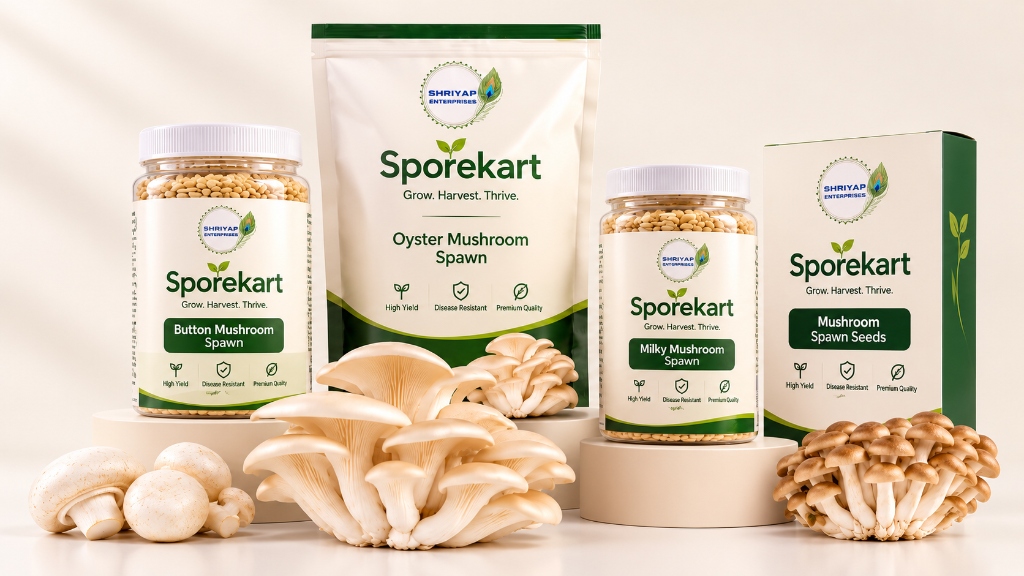 SHRIYAP
ENTERPRISES
Sporekart
Grow. Harvest. Thrive.
Button Mushroom
Spawn
High Yield
Disease Resistant
Premium Quality
SHRIYAP
ENTERPRISES
Sporekart
Grow. Harvest. Thrive.
Oyster Mushroom
Spawn
High Yield
Disease Resistant
Premium Quality
SHRIYAP
ENTERPRISES
Sporekart
Grow. Harvest. Thrive.
Milky Mushroom
Spawn
High Yield
Disease Resistant
Premium Quality
SHRIYAP
ENTERPRISES
Sporekart
Grow. Harvest. Thrive.
Mushroom
Spawn Seeds
High Yield
Disease Resistant
Premium Quality